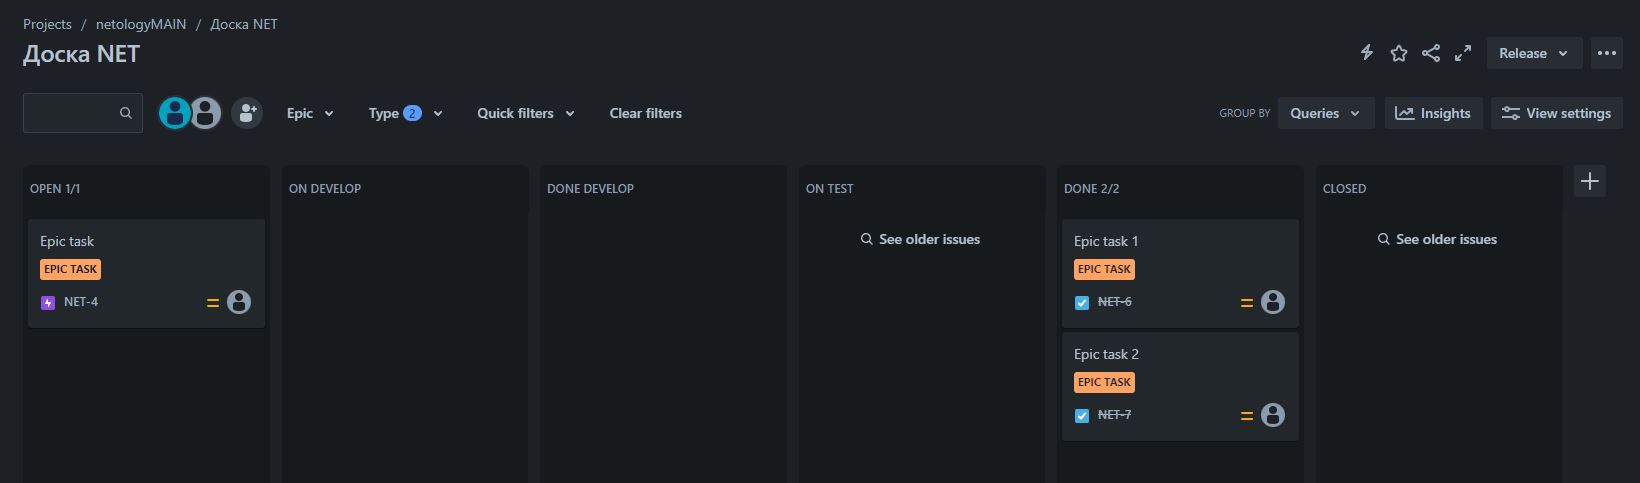 Projects / netologyMAIN / Доска NET
Доска NET
Release
Epic
Type 2
Quick filters
Clear filters
GROUP BY
Queries
Insights
View settings
OPEN 1/1
Epic task
EPIC TASK
NET-4
ON DEVELOP
DONE DEVELOP
ON TEST
See older issues
DONE 2/2
Epic task 1
EPIC TASK
NET-6
Epic task 2
EPIC TASK
NET-7
CLOSED
See older issues